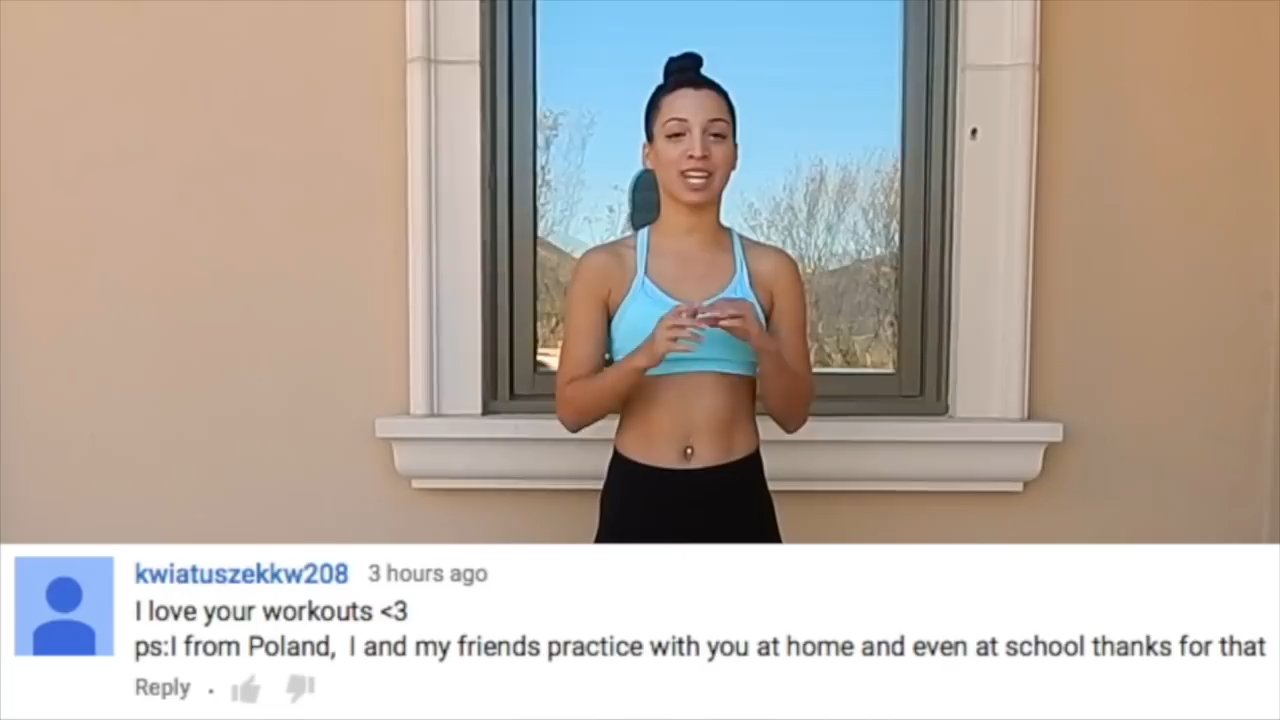 kwiatuszekkw208 3 hours ago
I love your workouts <3
ps:I from Poland, I and my friends practice with you at home and even at school thanks for that
Reply .